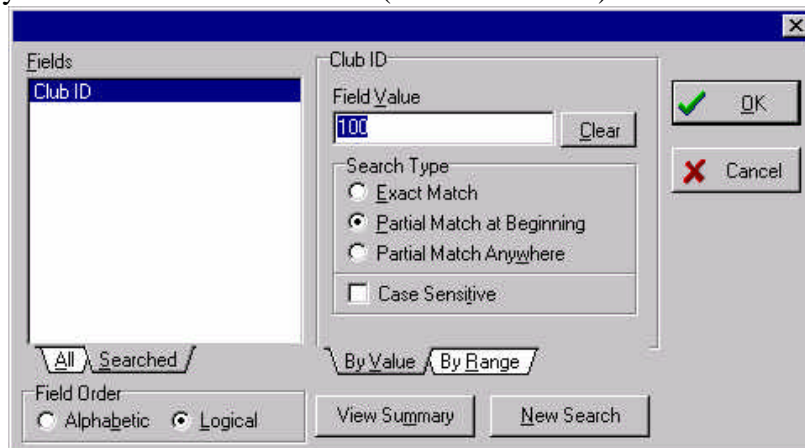 Fields
Club ID
Club ID
Field Value
100
Clear
OK
Cancel
Search Type
Exact Match
Partial Match at Beginning
Partial Match Anywhere
Case Sensitive
All
Searched
By Value
By Range
Field Order
Alphabetic
Logical
View Summary
New Search